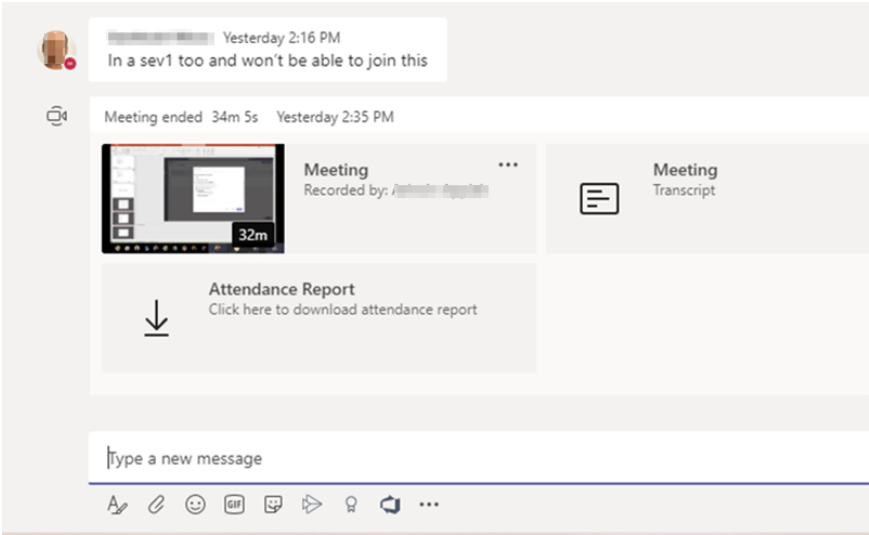 Yesterday 2:16 PM
In a sev1 too and won't be able to join this
Meeting ended 34m 5s Yesterday 2:35 PM
Meeting
Recorded by:
32m
Meeting
Transcript
Attendance Report
Click here to download attendance report
Type a new message
GIF